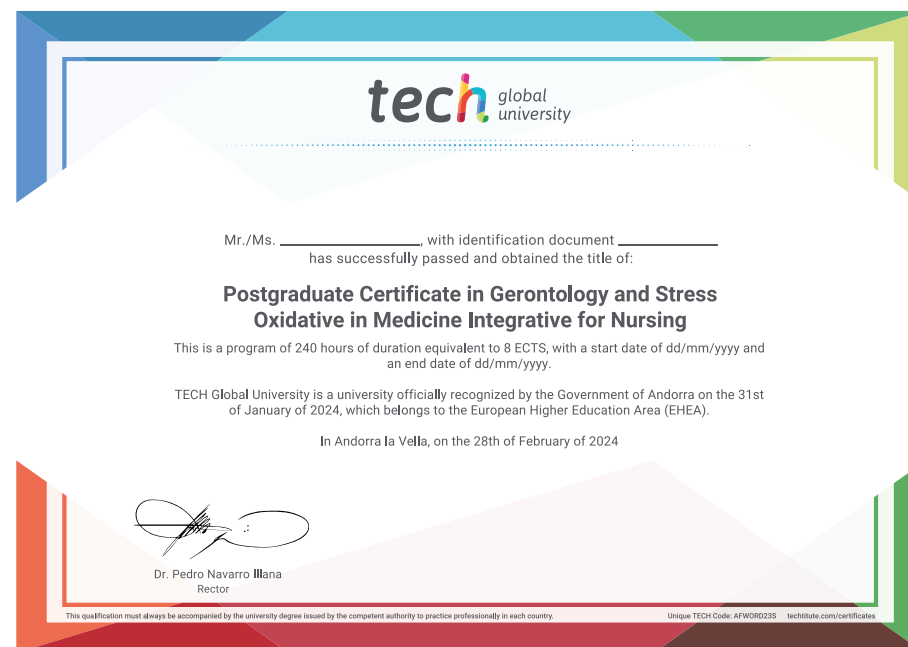 tech global
university
Mr./Ms. ____________________, with identification document ______________
has successfully passed and obtained the title of:
Postgraduate Certificate in Gerontology and Stress
Oxidative in Medicine Integrative for Nursing
This is a program of 240 hours of duration equivalent to 8 ECTS, with a start date of dd/mm/yyyy and
an end date of dd/mm/yyyy.
TECH Global University is a university officially recognized by the Government of Andorra on the 31st
of January of 2024, which belongs to the European Higher Education Area (EHEA).
In Andorra la Vella, on the 28th of February of 2024
Dr. Pedro Navarro Illana
Rector
This qualification must always be accompanied by the university degree issued by the competent authority to practice professionally in each country. Unique TECH Code: AFWORD23S techtitute.com/certificates